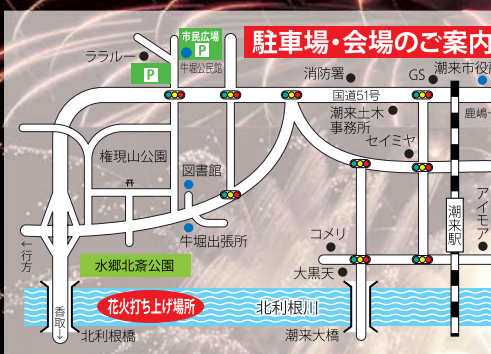 駐車場・会場のご案内
市民広場
P
牛堀公民館
ララルー
P
消防署
GS
潮来市役所
国道51号
潮来土木
事務所
鹿嶋→
セイミヤ
権現山公園
図書館
アイモア
潮来駅
牛堀出張所
コメリ
←行方
水郷北斎公園
大黒天
花火打ち上げ場所
北利根川
香取→
北利根橋
潮来大橋